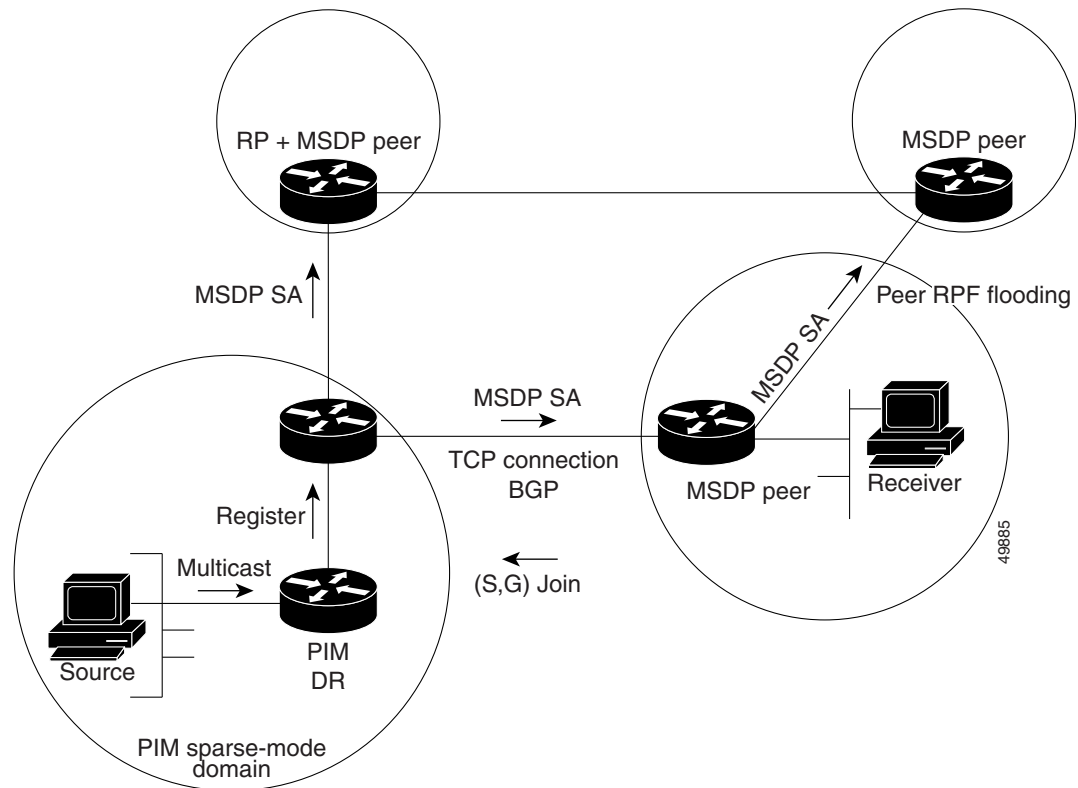 RP + MSDP peer
MSDP peer
MSDP SA
Peer RPF flooding
MSDP SA
MSDP SA
TCP connection
BGP
MSDP peer
Receiver
Register
49885
Multicast
(S,G) Join
Source
PIM
DR
PIM sparse-mode
domain